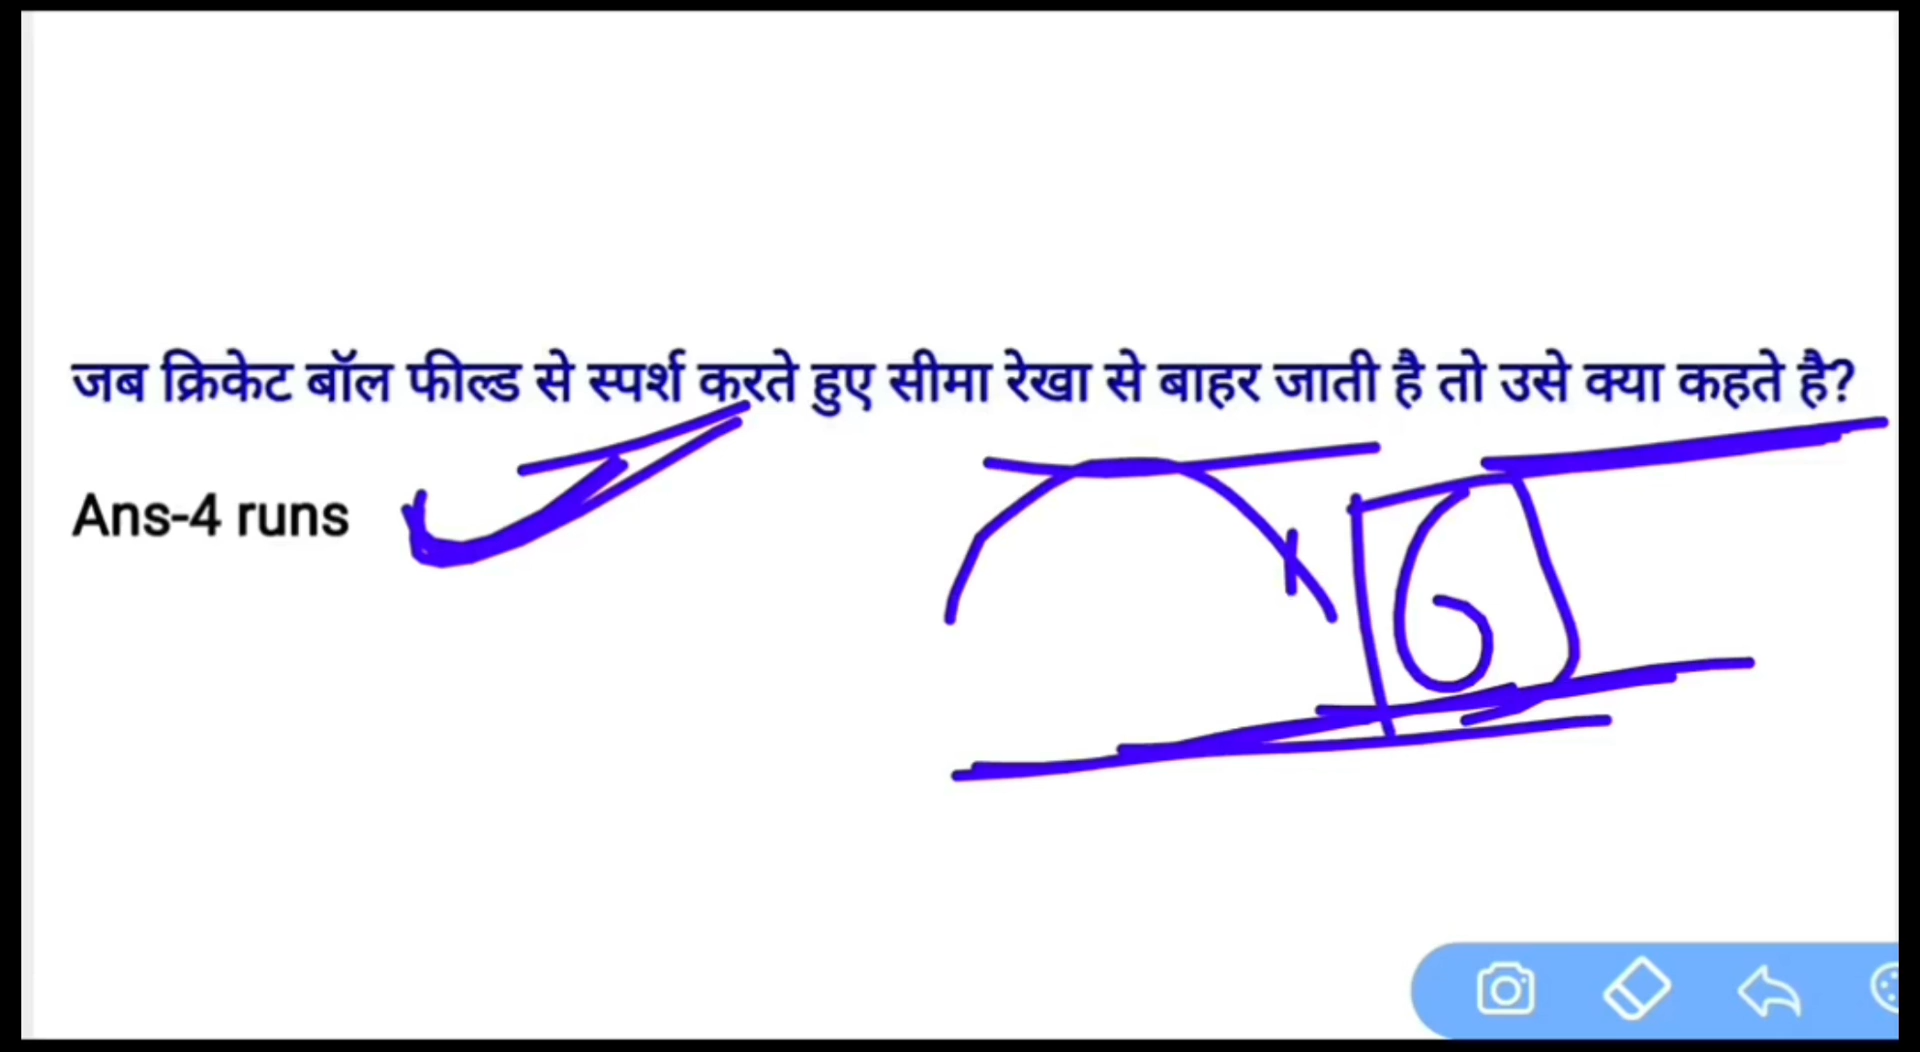 जब क्रिकेट बॉल फील्ड से स्पर्श करते हुए सीमा रेखा से बाहर जाती है तो उसे क्या कहते है?
Ans-4 runs
6